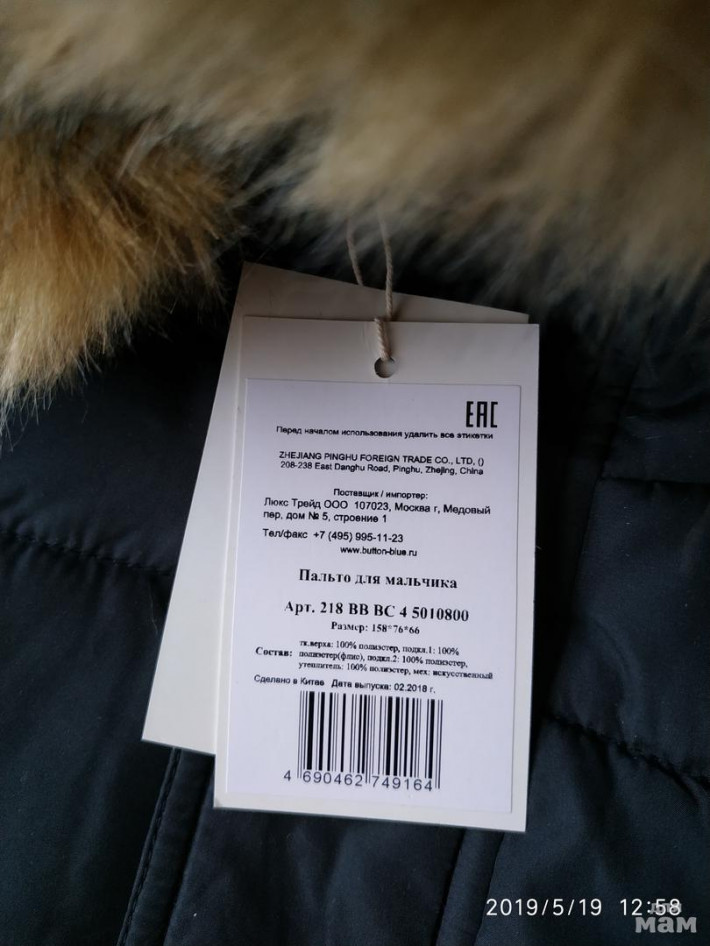 ЕАС
Перед началом использования удалить все этикетки
ZHEJIANG PINGHU FOREIGN TRADE CO., LTD, ()
208-238 East Danghu Road, Pinghu, Zhejing, China
Поставщик / импортер:
Люкс Трейд ООО 107023, Москва г, Медовый
пер, дом № 5, строение 1
Тел/факс +7 (495) 995-11-23
www.button-blue.ru
Пальто для мальчика
Арт. 218 BB BC 4 5010800
Размер: 158*76*66
Состав: тк.верха: 100% полиэстер, подкл.1: 100%
полиэстер(флис), подкл.2: 100% полиэстер,
утеплитель: 100% полиэстер, мех: искусственный
Сделано в Китае Дата выпуска: 02.2018 г.
4 690462 749164
2019/5/19 12:58
для
мам